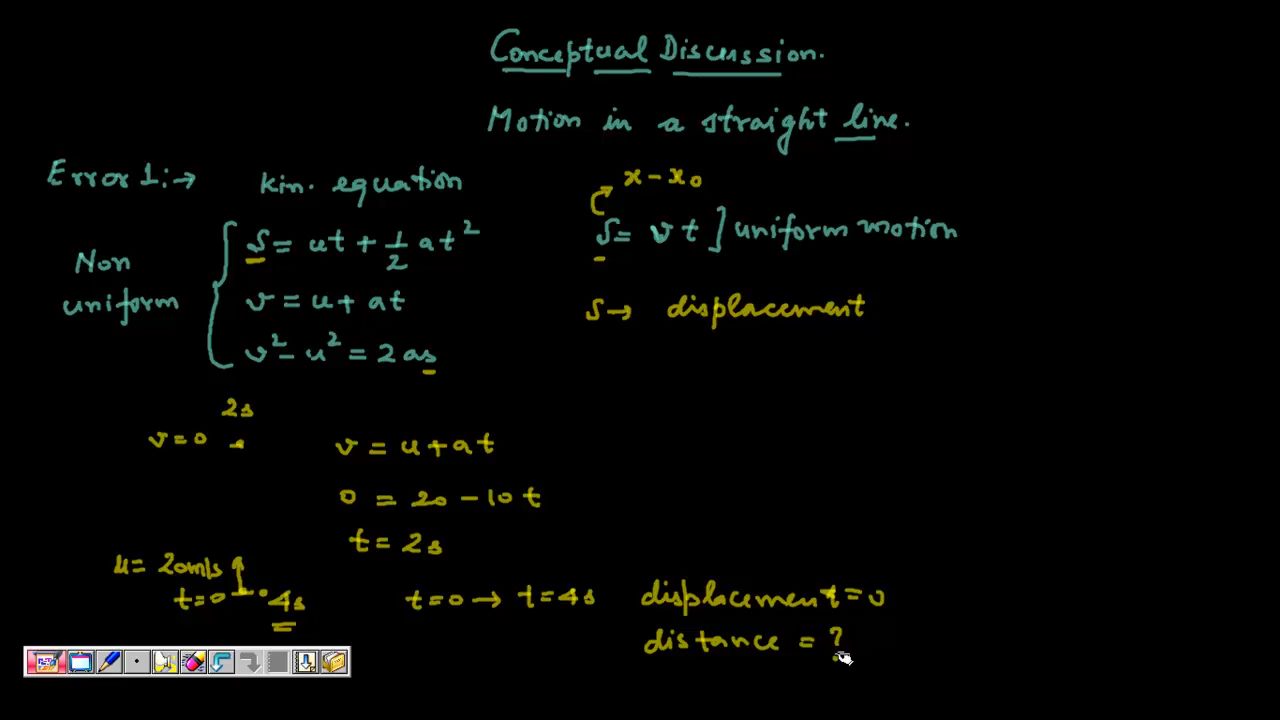 Conceptual Discussion.
Motion in a straight line.
Error 1:→ kin. equation
x - x₀
Non uniform
s = ut + 1/2 at²
s = vt ] uniform motion
v = u + at
s → displacement
v² - u² = 2as
2s
v = 0
v = u + at
0 = 20 - 10t
t = 2s
u = 20m/s
t=0 4s
t=0 → t=4s
displacement = 0
distance = ?